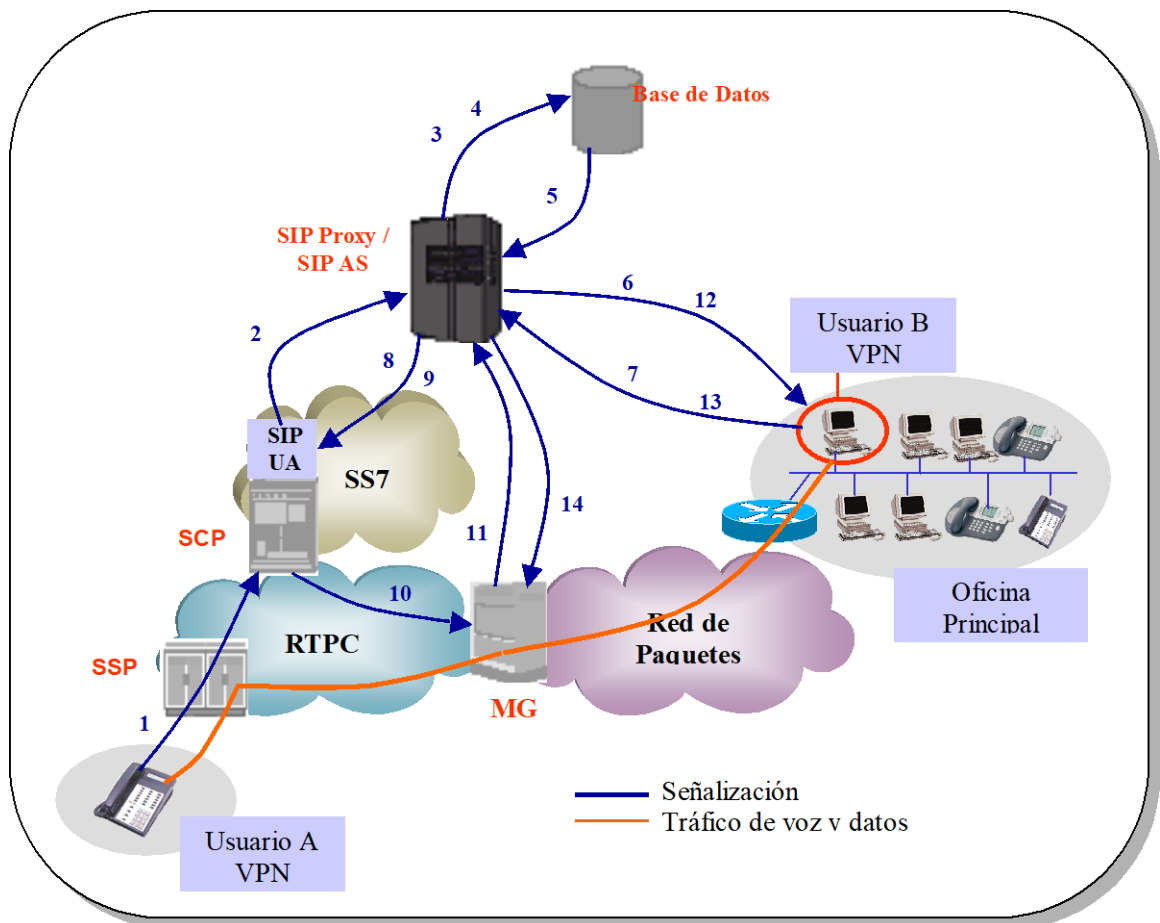 Base de Datos
3
4
5
SIP Proxy /
SIP AS
6
12
2
8
9
7
13
Usuario B
VPN
SIP
UA
SS7
SCP
11
14
10
RTPC
Red de
Paquetes
Oficina
Principal
SSP
MG
1
Señalización
Tráfico de voz y datos
Usuario A
VPN